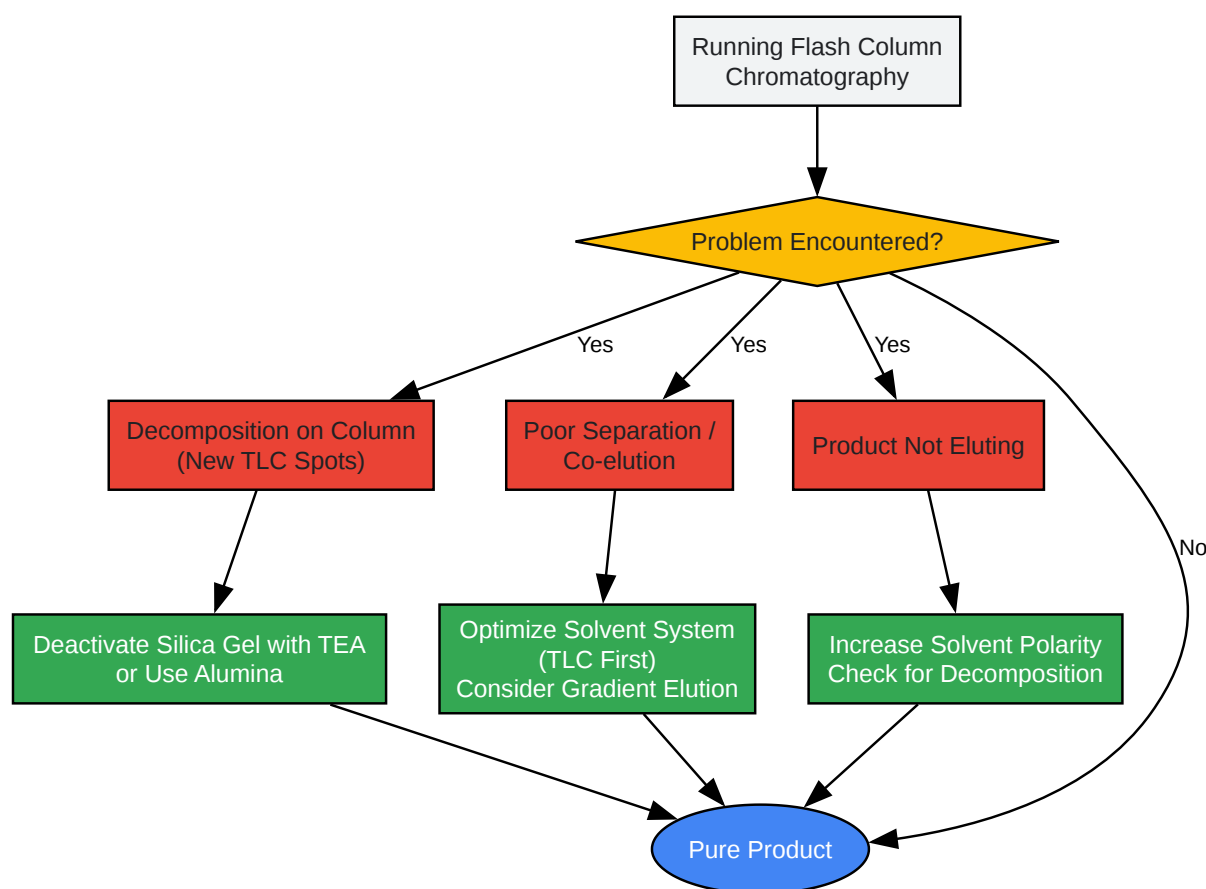 Running Flash Column
Chromatography
Problem Encountered?
Yes
Yes
Yes
No
Decomposition on Column
(New TLC Spots)
Poor Separation /
Co-elution
Product Not Eluting
Deactivate Silica Gel with TEA
or Use Alumina
Optimize Solvent System
(TLC First)
Consider Gradient Elution
Increase Solvent Polarity
Check for Decomposition
Pure Product